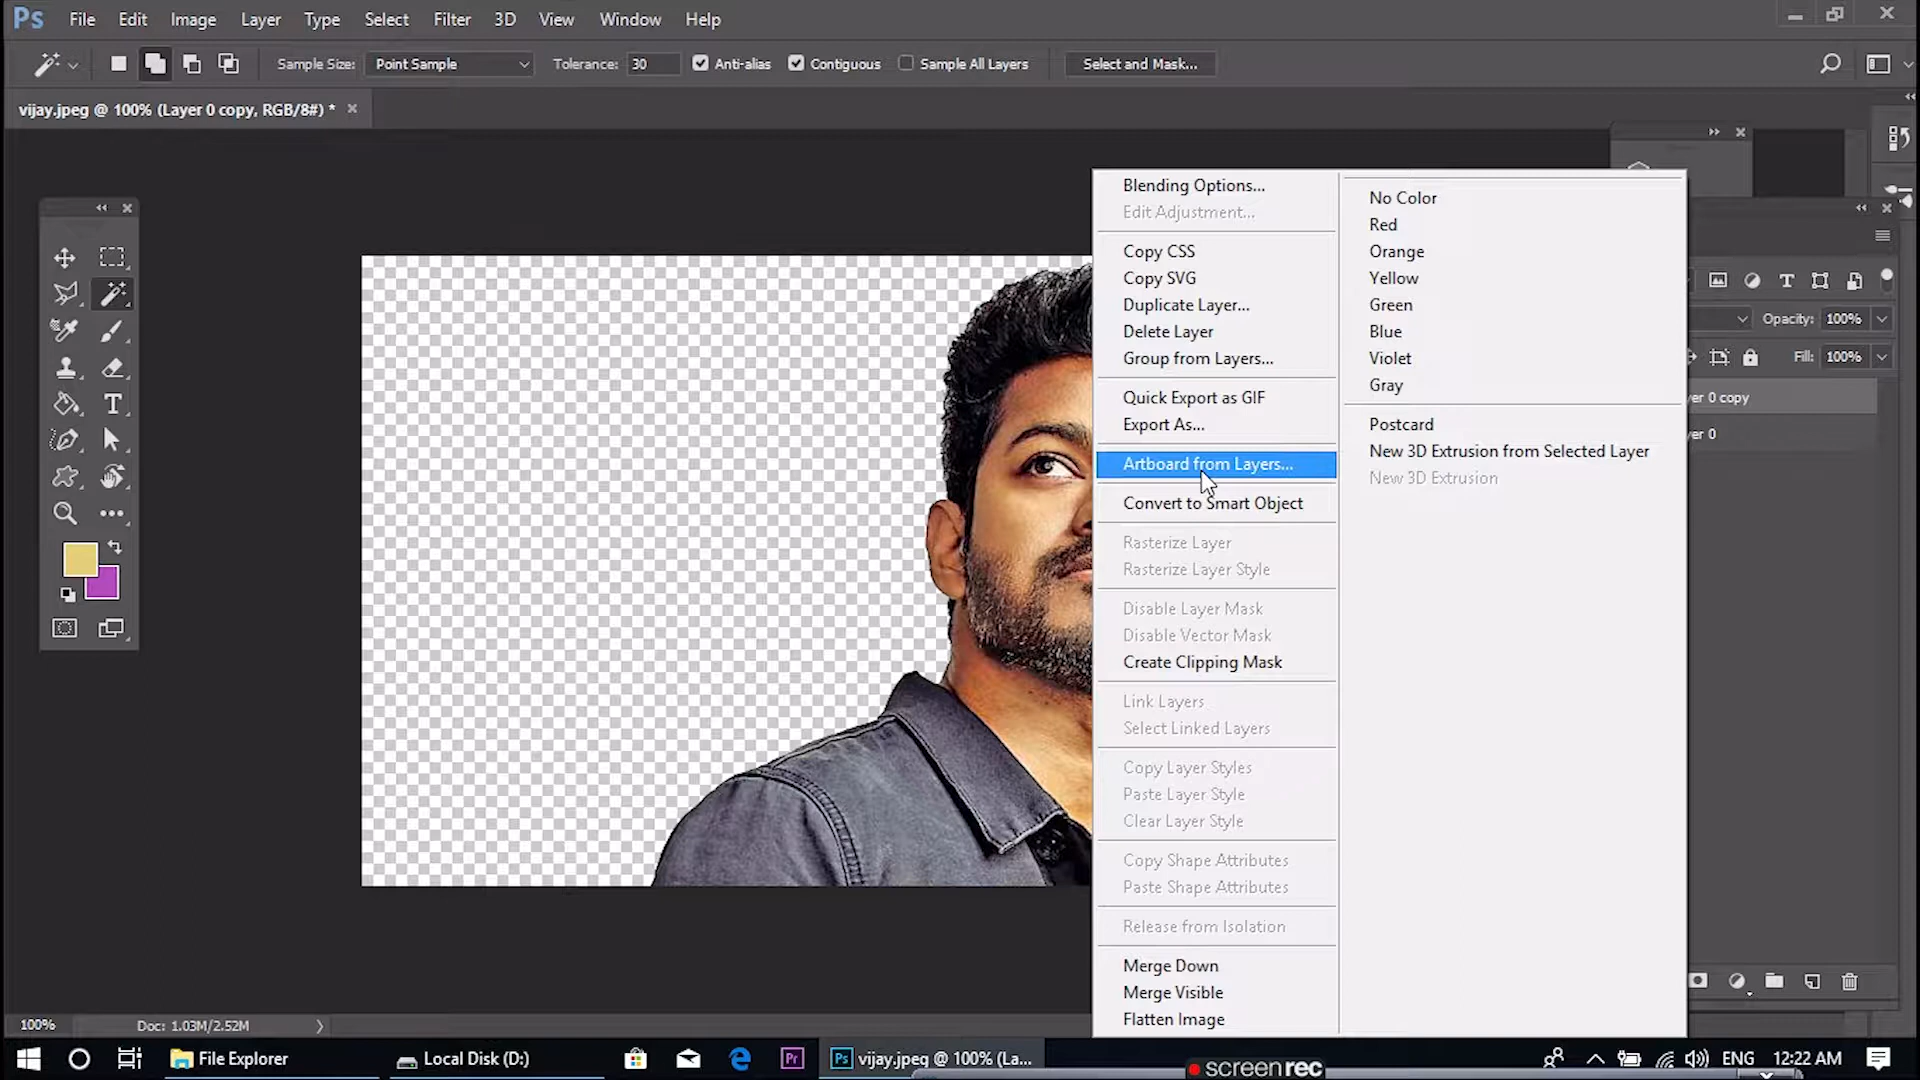 Ps File Edit Image Layer Type Select Filter 3D View Window Help
Sample Size: Point Sample Tolerance: 30 Anti-alias Contiguous Sample All Layers Select and Mask...
vijay.jpeg @ 100% (Layer 0 copy, RGB/8#) *
Blending Options...
Edit Adjustment...
Copy CSS
Copy SVG
Duplicate Layer...
Delete Layer
Group from Layers...
Quick Export as GIF
Export As...
Artboard from Layers...
Convert to Smart Object
Rasterize Layer
Rasterize Layer Style
Disable Layer Mask
Disable Vector Mask
Create Clipping Mask
Link Layers
Select Linked Layers
Copy Layer Styles
Paste Layer Style
Clear Layer Style
Copy Shape Attributes
Paste Shape Attributes
Release from Isolation
Merge Down
Merge Visible
Flatten Image
No Color
Red
Orange
Yellow
Green
Blue
Violet
Gray
Postcard
New 3D Extrusion from Selected Layer
New 3D Extrusion
Opacity: 100%
Fill: 100%
er 0 copy
er 0
100% Doc: 1.03M/2.52M
File Explorer Local Disk (D:) Pr Ps vijay.jpeg @ 100% (La... ENG 12:22 AM
screenrec